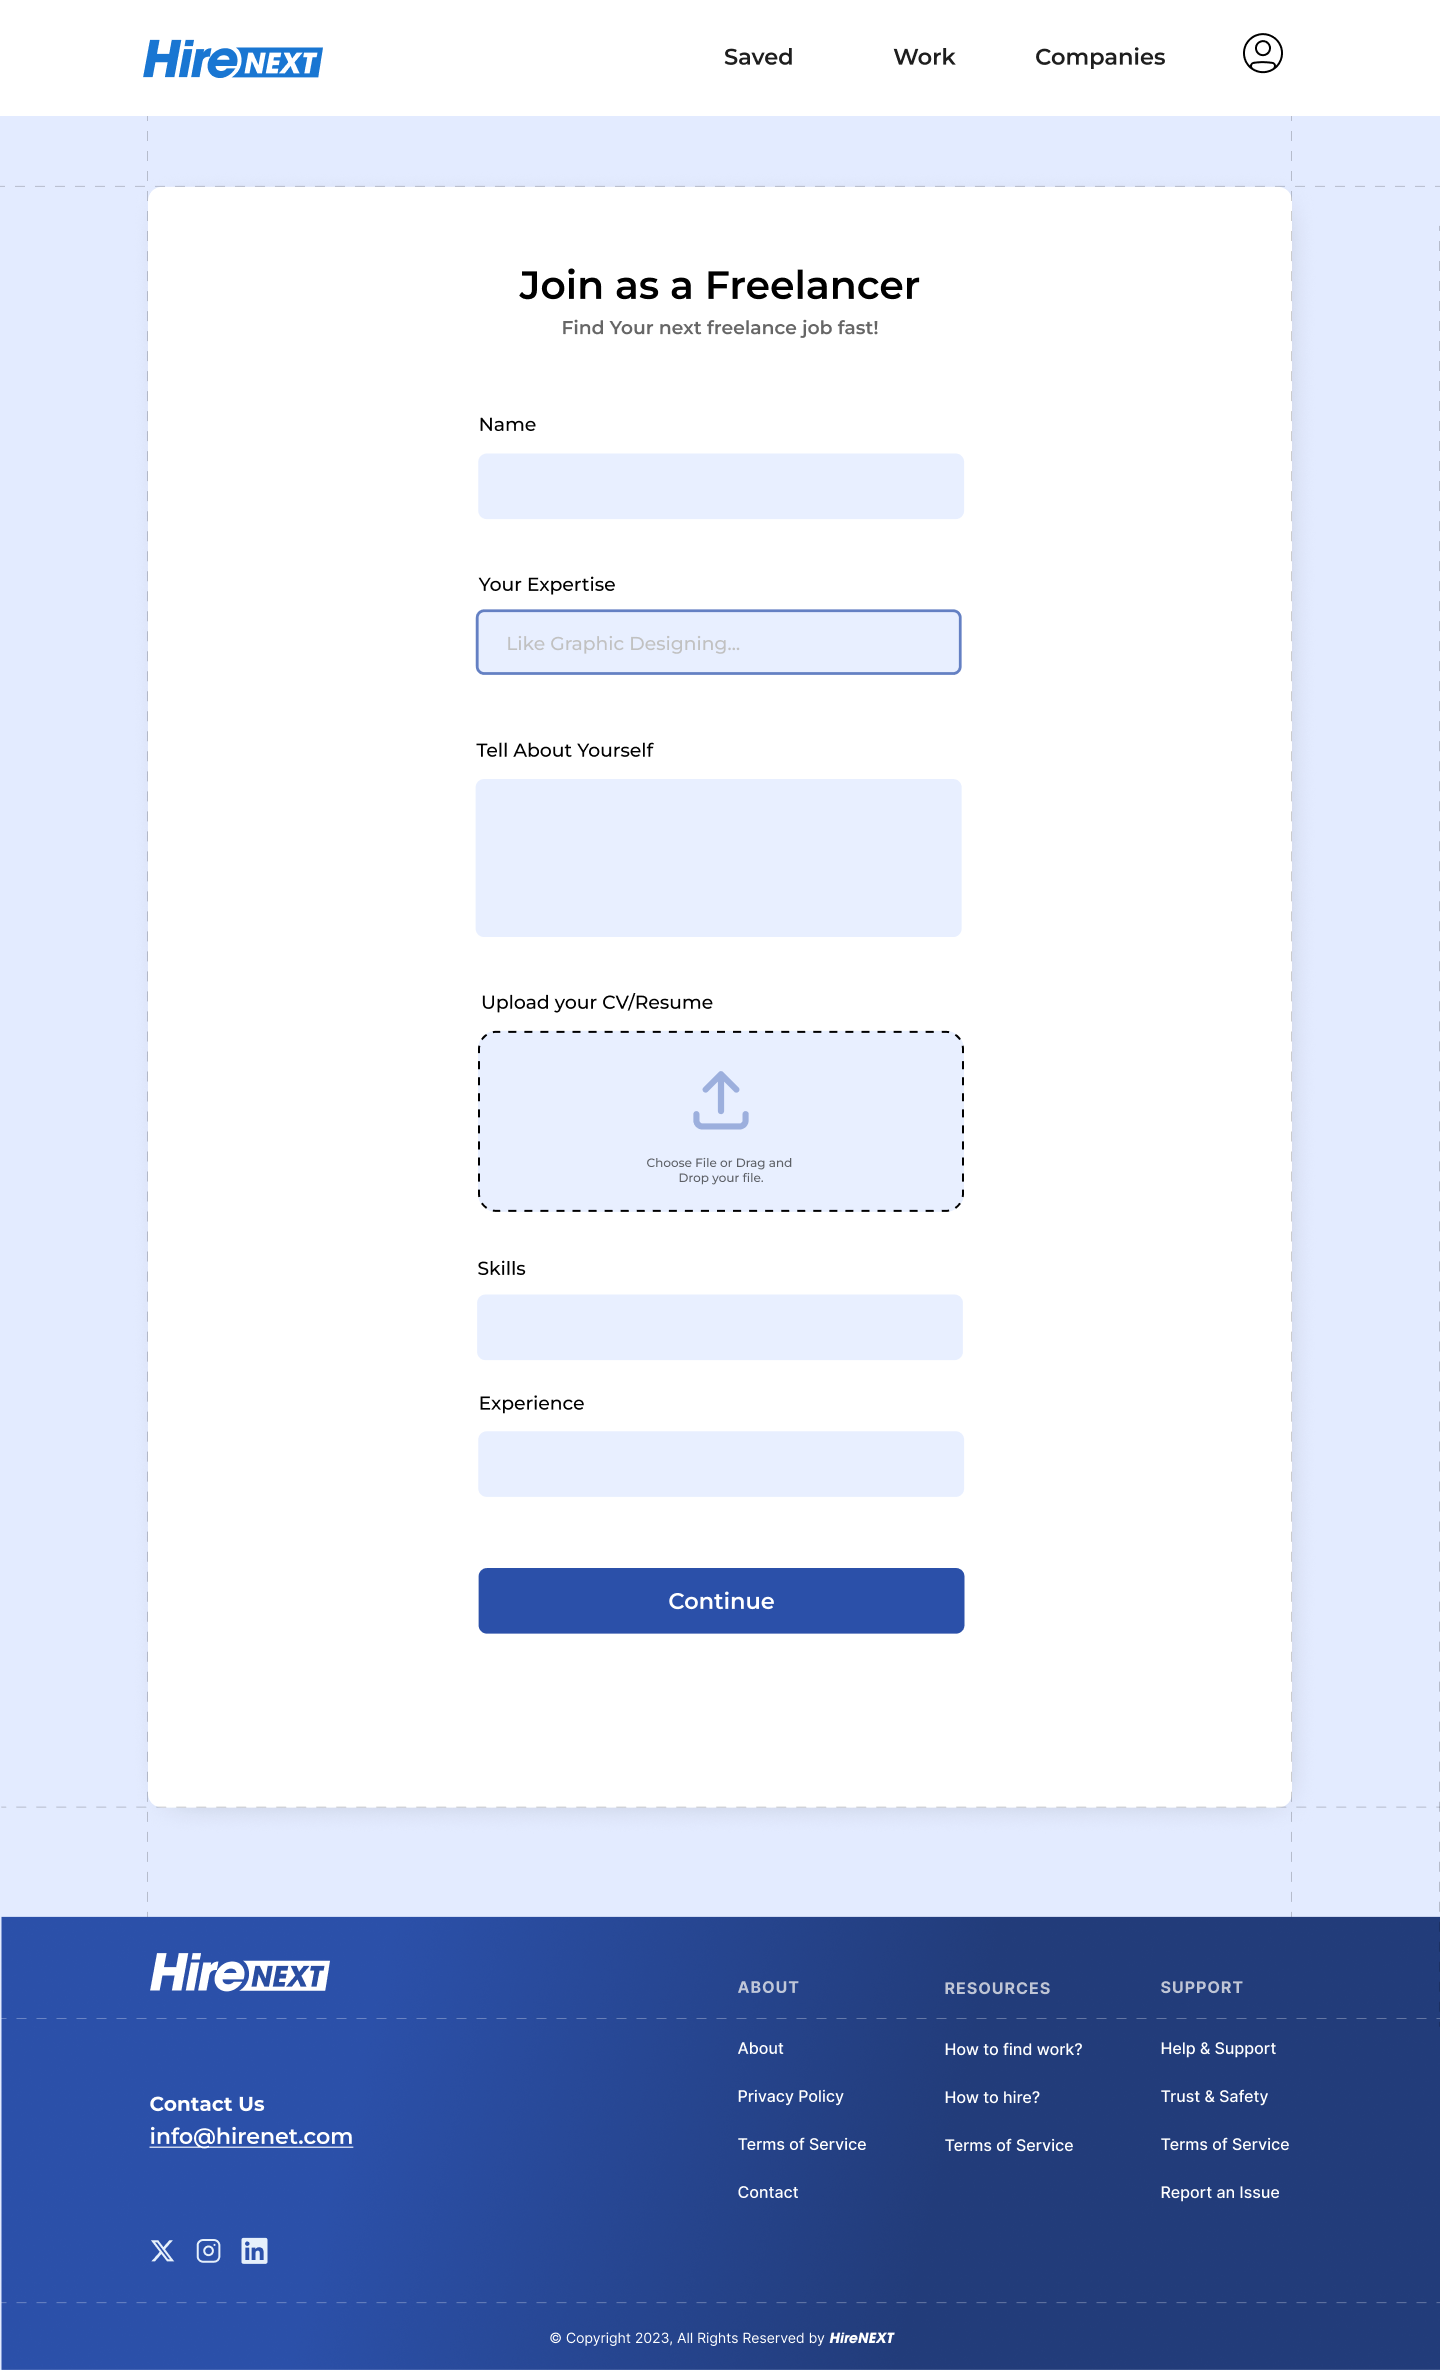 HireNEXT
Saved
Work
Companies
Join as a Freelancer
Find Your next freelance job fast!
Name
Your Expertise
Like Graphic Designing...
Tell About Yourself
Upload your CV/Resume
Choose File or Drag and
Drop your file.
Skills
Experience
Continue
HireNEXT
Contact Us
info@hirenet.com
ABOUT
About
Privacy Policy
Terms of Service
Contact
RESOURCES
How to find work?
How to hire?
Terms of Service
SUPPORT
Help & Support
Trust & Safety
Terms of Service
Report an Issue
© Copyright 2023, All Rights Reserved by HireNEXT